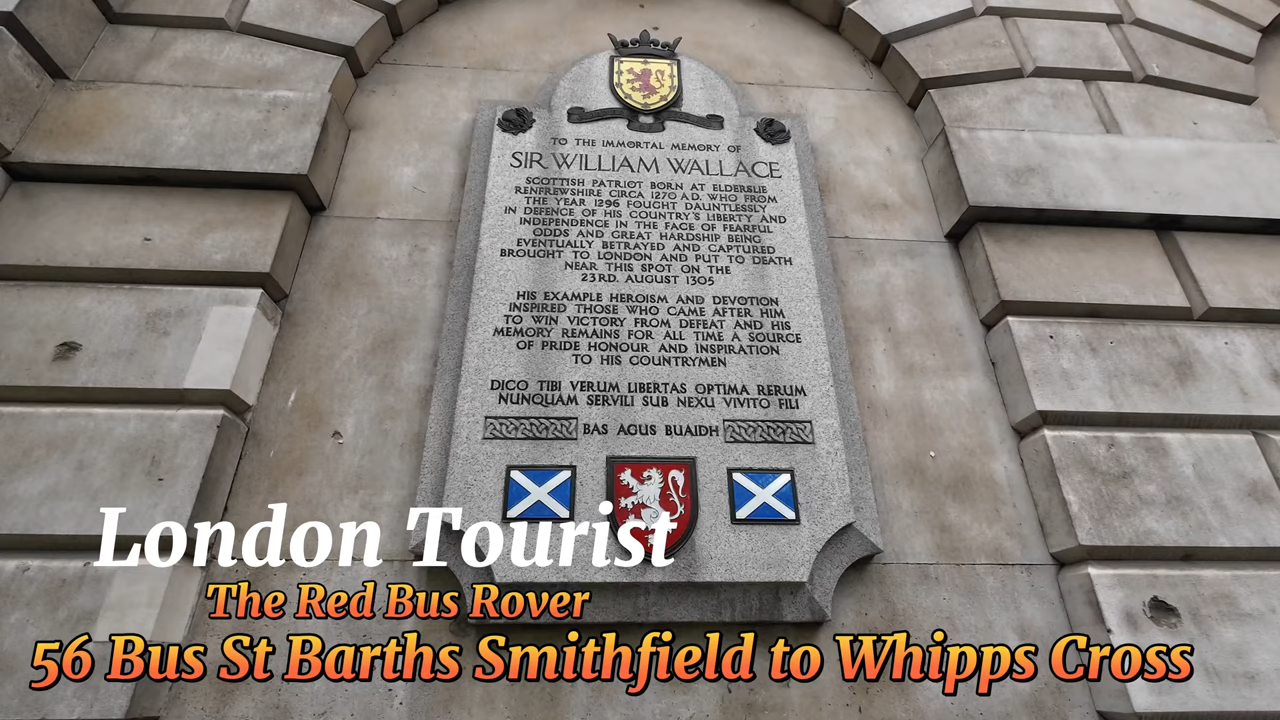 TO THE IMMORTAL MEMORY OF
SIR WILLIAM WALLACE
SCOTTISH PATRIOT BORN AT ELDERSLIE
RENFREWSHIRE CIRCA 1270 A.D. WHO FROM
THE YEAR 1296 FOUGHT DAUNTLESSLY
IN DEFENCE OF HIS COUNTRY'S LIBERTY AND
INDEPENDENCE IN THE FACE OF FEARFUL
ODDS AND GREAT HARDSHIP BEING
EVENTUALLY BETRAYED AND CAPTURED
BROUGHT TO LONDON AND PUT TO DEATH
NEAR THIS SPOT ON THE
23RD. AUGUST 1305
HIS EXAMPLE HEROISM AND DEVOTION
INSPIRED THOSE WHO CAME AFTER HIM
TO WIN VICTORY FROM DEFEAT AND HIS
MEMORY REMAINS FOR ALL TIME A SOURCE
OF PRIDE HONOUR AND INSPIRATION
TO HIS COUNTRYMEN
DICO TIBI VERUM LIBERTAS OPTIMA RERUM
NUNQUAM SERVILI SUB NEXU VIVITO FILI
BAS AGUS BUAIDH
London Tourist
The Red Bus Rover
56 Bus St Barths Smithfield to Whipps Cross